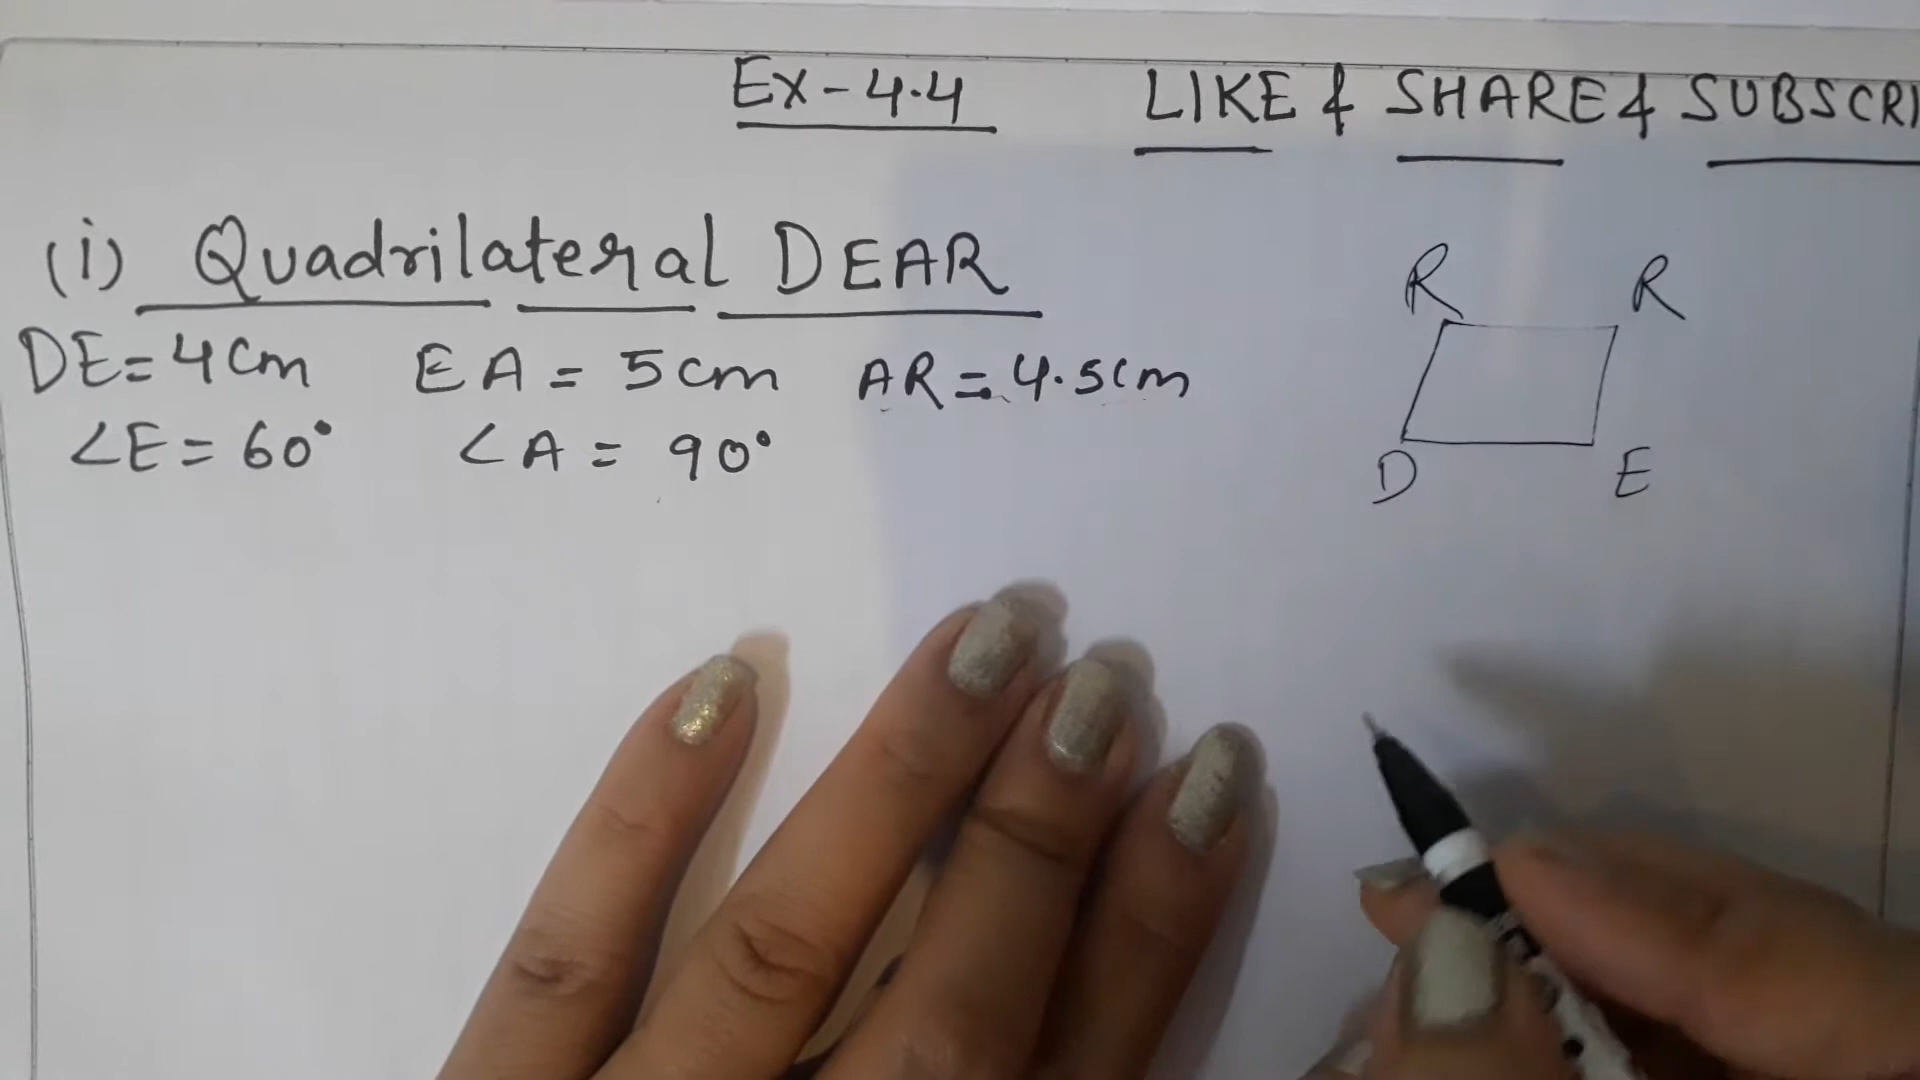 Ex-4.4 LIKE & SHARE & SUBSCRI
(i) Quadrilateral DEAR
DE=4cm EA = 5cm AR = 4.5cm
∠E = 60° ∠A = 90°
R R
D E